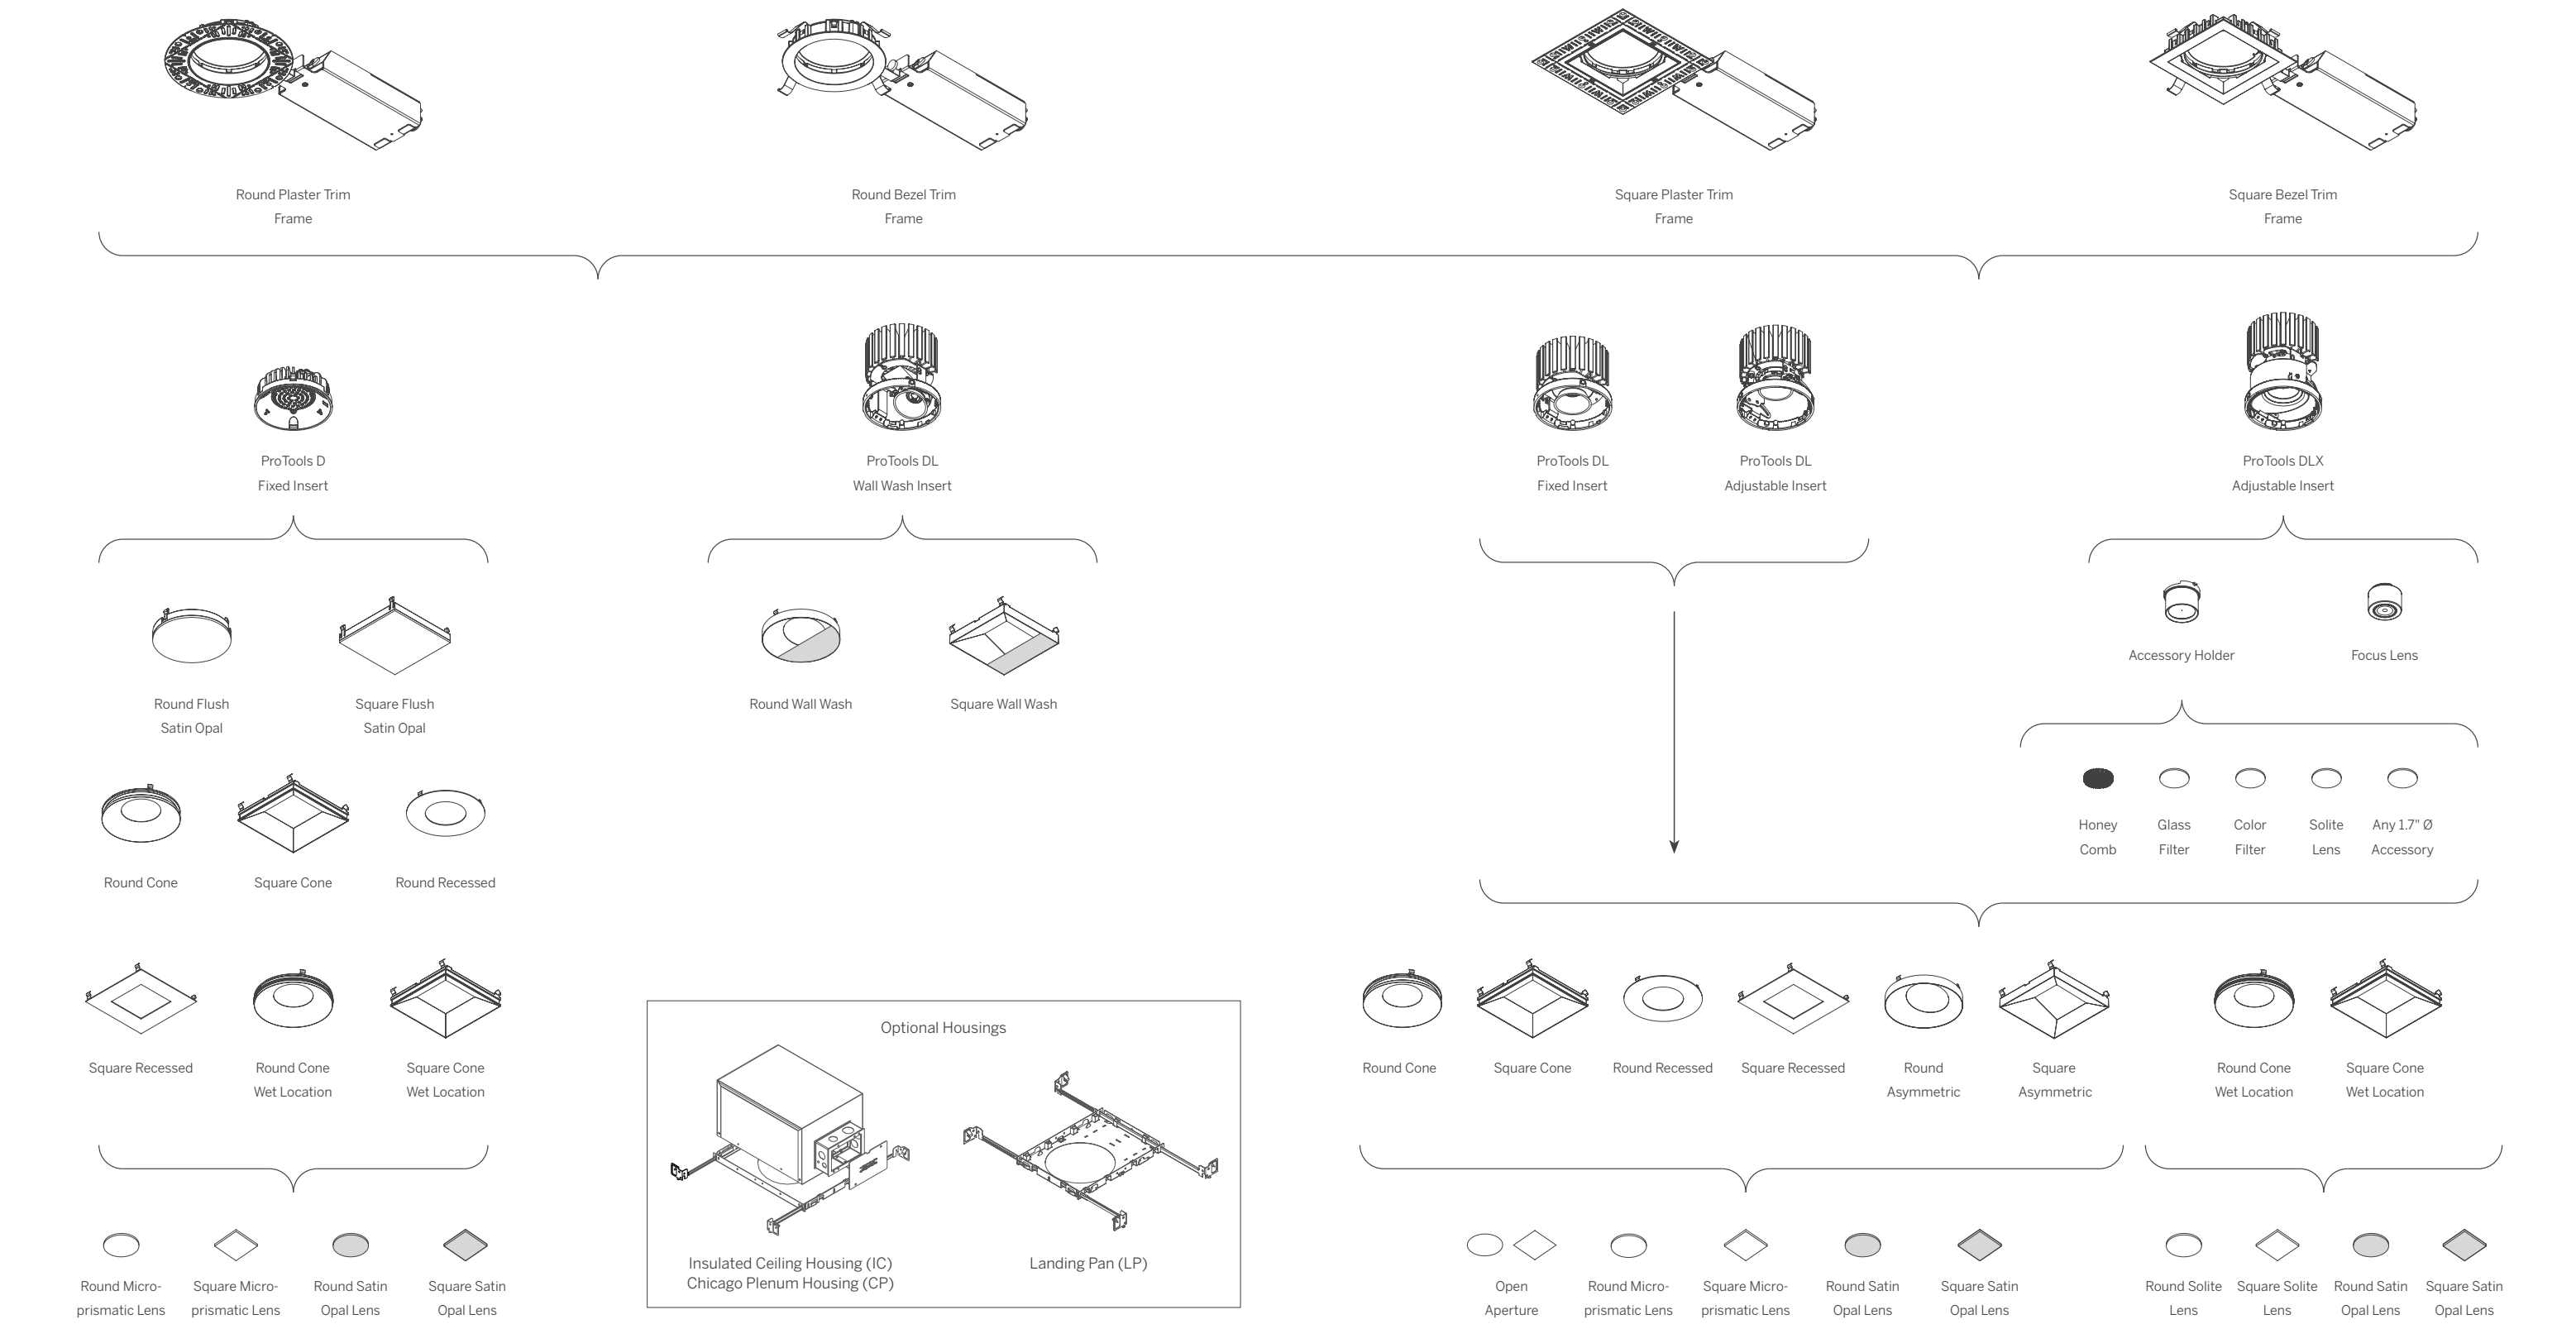 Round Plaster Trim
Frame
Round Bezel Trim
Frame
Square Plaster Trim
Frame
Square Bezel Trim
Frame
ProTools D
Fixed Insert
ProTools DL
Wall Wash Insert
ProTools DL
Fixed Insert
ProTools DL
Adjustable Insert
ProTools DLX
Adjustable Insert
Round Flush
Satin Opal
Square Flush
Satin Opal
Round Wall Wash
Square Wall Wash
Accessory Holder
Focus Lens
Honey
Comb
Glass
Filter
Color
Filter
Solite
Lens
Any 1.7" Ø
Accessory
Round Cone
Square Cone
Round Recessed
Square Recessed
Round Cone
Wet Location
Square Cone
Wet Location
Optional Housings
Insulated Ceiling Housing (IC)
Chicago Plenum Housing (CP)
Landing Pan (LP)
Round Cone
Square Cone
Round Recessed
Square Recessed
Round
Asymmetric
Square
Asymmetric
Round Cone
Wet Location
Square Cone
Wet Location
Round Micro-
prismatic Lens
Square Micro-
prismatic Lens
Round Satin
Opal Lens
Square Satin
Opal Lens
Open
Aperture
Round Micro-
prismatic Lens
Square Micro-
prismatic Lens
Round Satin
Opal Lens
Square Satin
Opal Lens
Round Solite
Lens
Square Solite
Lens
Round Satin
Opal Lens
Square Satin
Opal Lens